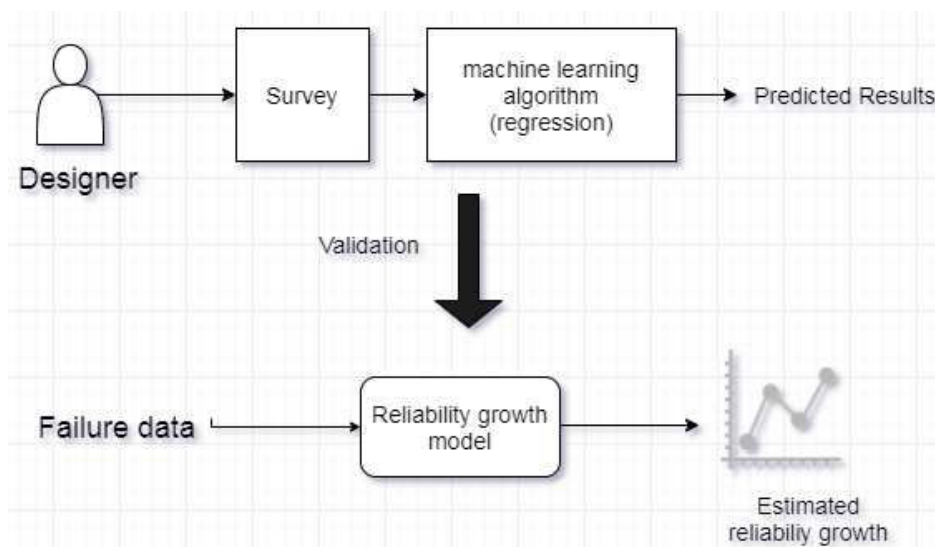 Survey
machine learning
algorithm
(regression)
Predicted Results
Designer
Validation
Failure data
Reliability growth
model
Estimated
reliabiliy growth